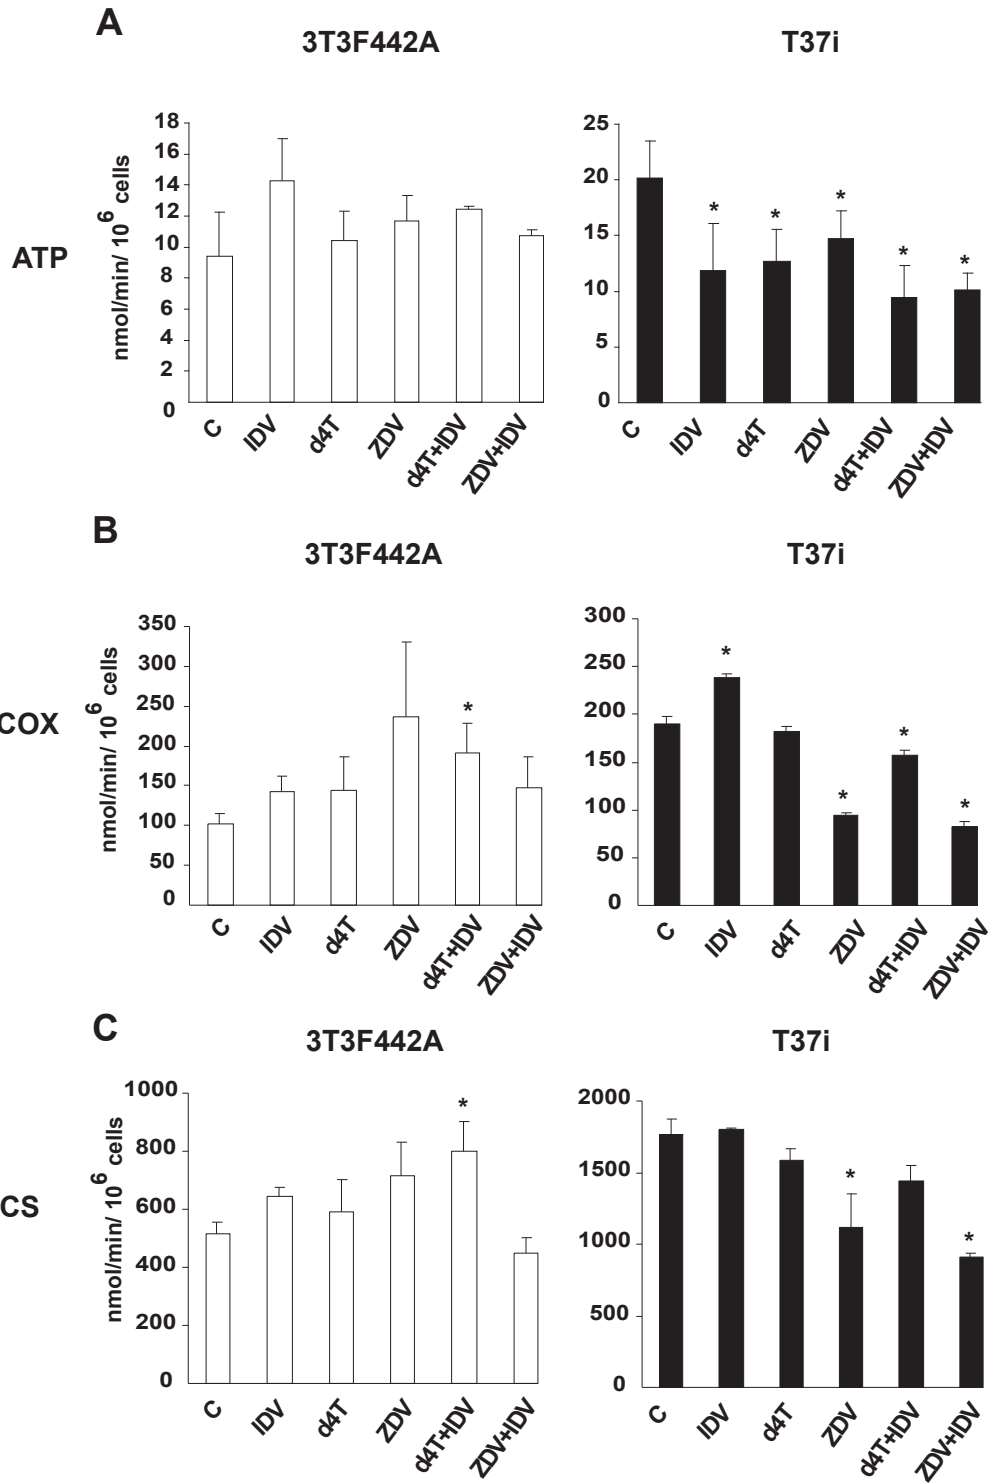 A
3T3F442A
T37i
ATP
nmol/min/ 10^6 cells
18
16
14
12
10
8
6
4
2
0
C
IDV
d4T
ZDV
d4T+IDV
ZDV+IDV
25
20
15
10
5
0
*
*
*
*
*
C
IDV
d4T
ZDV
d4T+IDV
ZDV+IDV
B
3T3F442A
T37i
COX
nmol/min/ 10^6 cells
350
300
250
200
150
100
50
0
*
C
IDV
d4T
ZDV
d4T+IDV
ZDV+IDV
300
250
200
150
100
50
0
*
*
*
*
C
IDV
d4T
ZDV
d4T+IDV
ZDV+IDV
C
3T3F442A
T37i
CS
nmol/min/ 10^6 cells
1000
800
600
400
200
0
*
C
IDV
d4T
ZDV
d4T+IDV
ZDV+IDV
2000
1500
1000
500
0
*
*
C
IDV
d4T
ZDV
d4T+IDV
ZDV+IDV